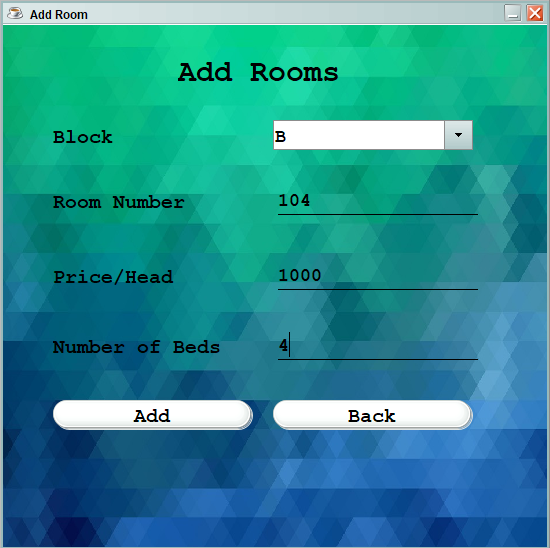 Add Room
Add Rooms
Block B
Room Number 104
Price/Head 1000
Number of Beds 4
Add Back